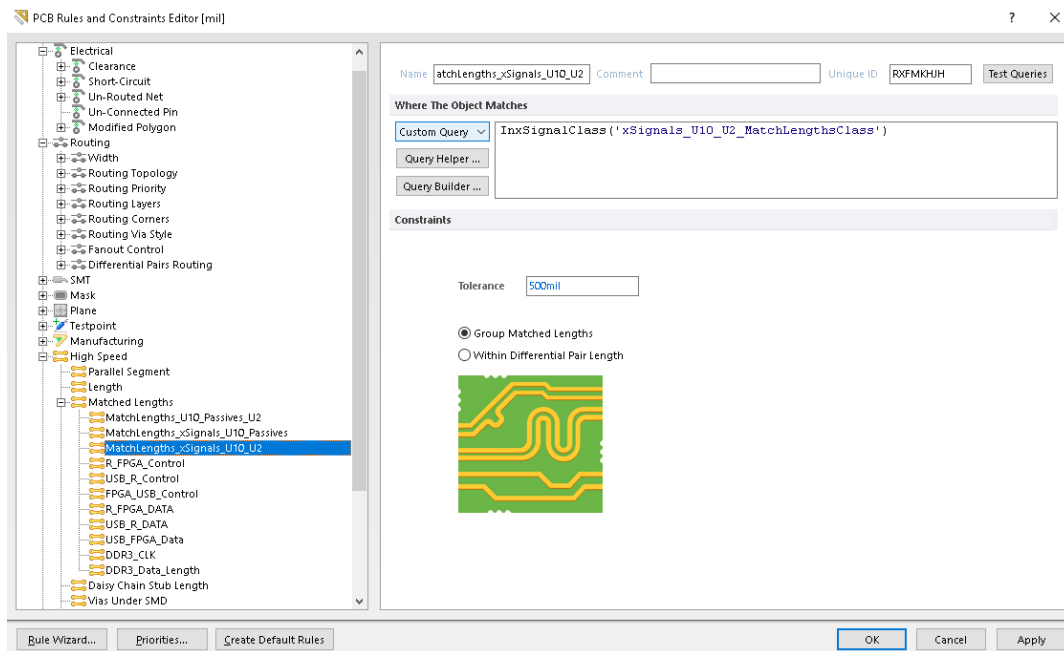 PCB Rules and Constraints Editor [mil]
?
Electrical
Clearance
Short-Circuit
Un-Routed Net
Un-Connected Pin
Modified Polygon
Routing
Width
Routing Topology
Routing Priority
Routing Layers
Routing Corners
Routing Via Style
Fanout Control
Differential Pairs Routing
SMT
Mask
Plane
Testpoint
Manufacturing
High Speed
Parallel Segment
Length
Matched Lengths
MatchLengths_U10_Passives_U2
MatchLengths_xSignals_U10_Passives
MatchLengths_xSignals_U10_U2
R_FPGA_Control
USB_R_Control
FPGA_USB_Control
R_FPGA_DATA
USB_R_DATA
USB_FPGA_Data
DDR3_CLK
DDR3_Data_Length
Daisy Chain Stub Length
Vias Under SMD
Name atchLengths_xSignals_U10_U2 Comment Unique ID RXFMKHJH Test Queries
Where The Object Matches
Custom Query InxSignalClass('xSignals_U10_U2_MatchLengthsClass')
Query Helper ...
Query Builder ...
Constraints
Tolerance 500mil
Group Matched Lengths
Within Differential Pair Length
Rule Wizard... Priorities... Create Default Rules OK Cancel Apply